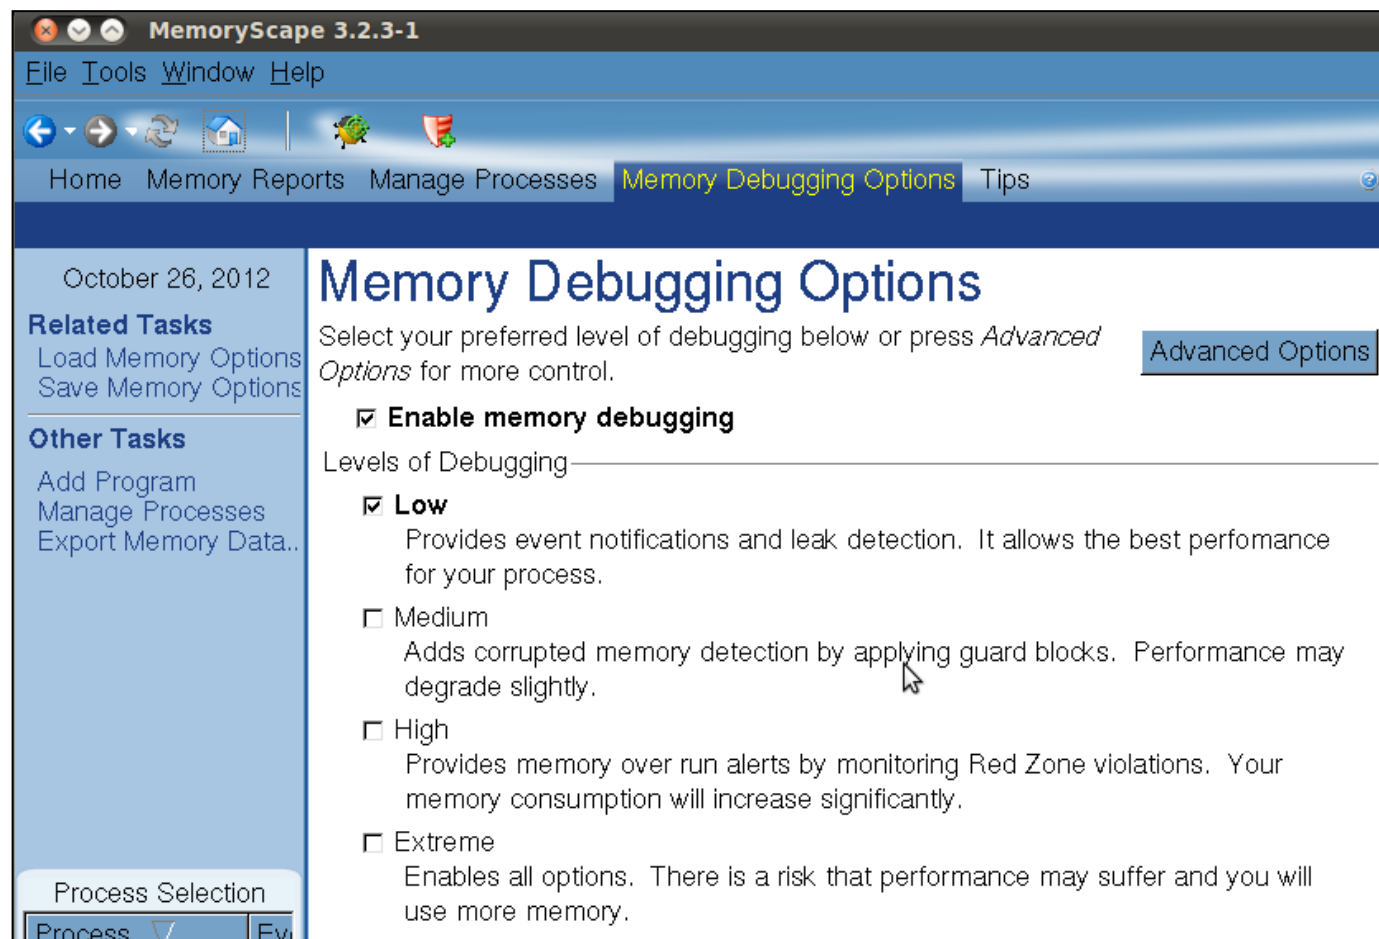 MemoryScape 3.2.3-1
File Tools Window Help
Home Memory Reports Manage Processes Memory Debugging Options Tips
October 26, 2012
Related Tasks
Load Memory Options
Save Memory Options
Other Tasks
Add Program
Manage Processes
Export Memory Data..
Process Selection
Process
Memory Debugging Options
Select your preferred level of debugging below or press Advanced
Options for more control.
Advanced Options
Enable memory debugging
Levels of Debugging
Low
Provides event notifications and leak detection. It allows the best perfomance
for your process.
Medium
Adds corrupted memory detection by applying guard blocks. Performance may
degrade slightly.
High
Provides memory over run alerts by monitoring Red Zone violations. Your
memory consumption will increase significantly.
Extreme
Enables all options. There is a risk that performance may suffer and you will
use more memory.